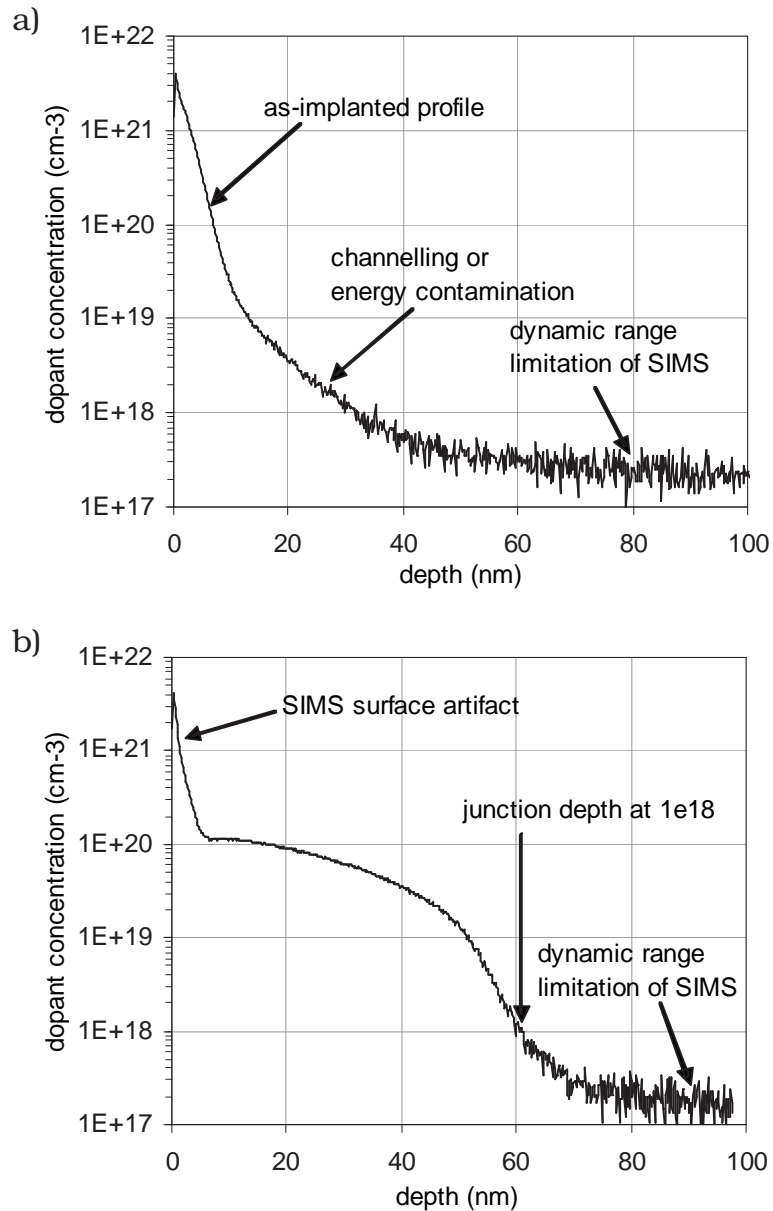 a)
1E+22
1E+21
1E+20
1E+19
1E+18
1E+17
dopant concentration (cm-3)
as-implanted profile
channelling or
energy contamination
dynamic range
limitation of SIMS
0 20 40 60 80 100
depth (nm)
b)
1E+22
1E+21
1E+20
1E+19
1E+18
1E+17
dopant concentration (cm-3)
SIMS surface artifact
junction depth at 1e18
dynamic range
limitation of SIMS
0 20 40 60 80 100
depth (nm)